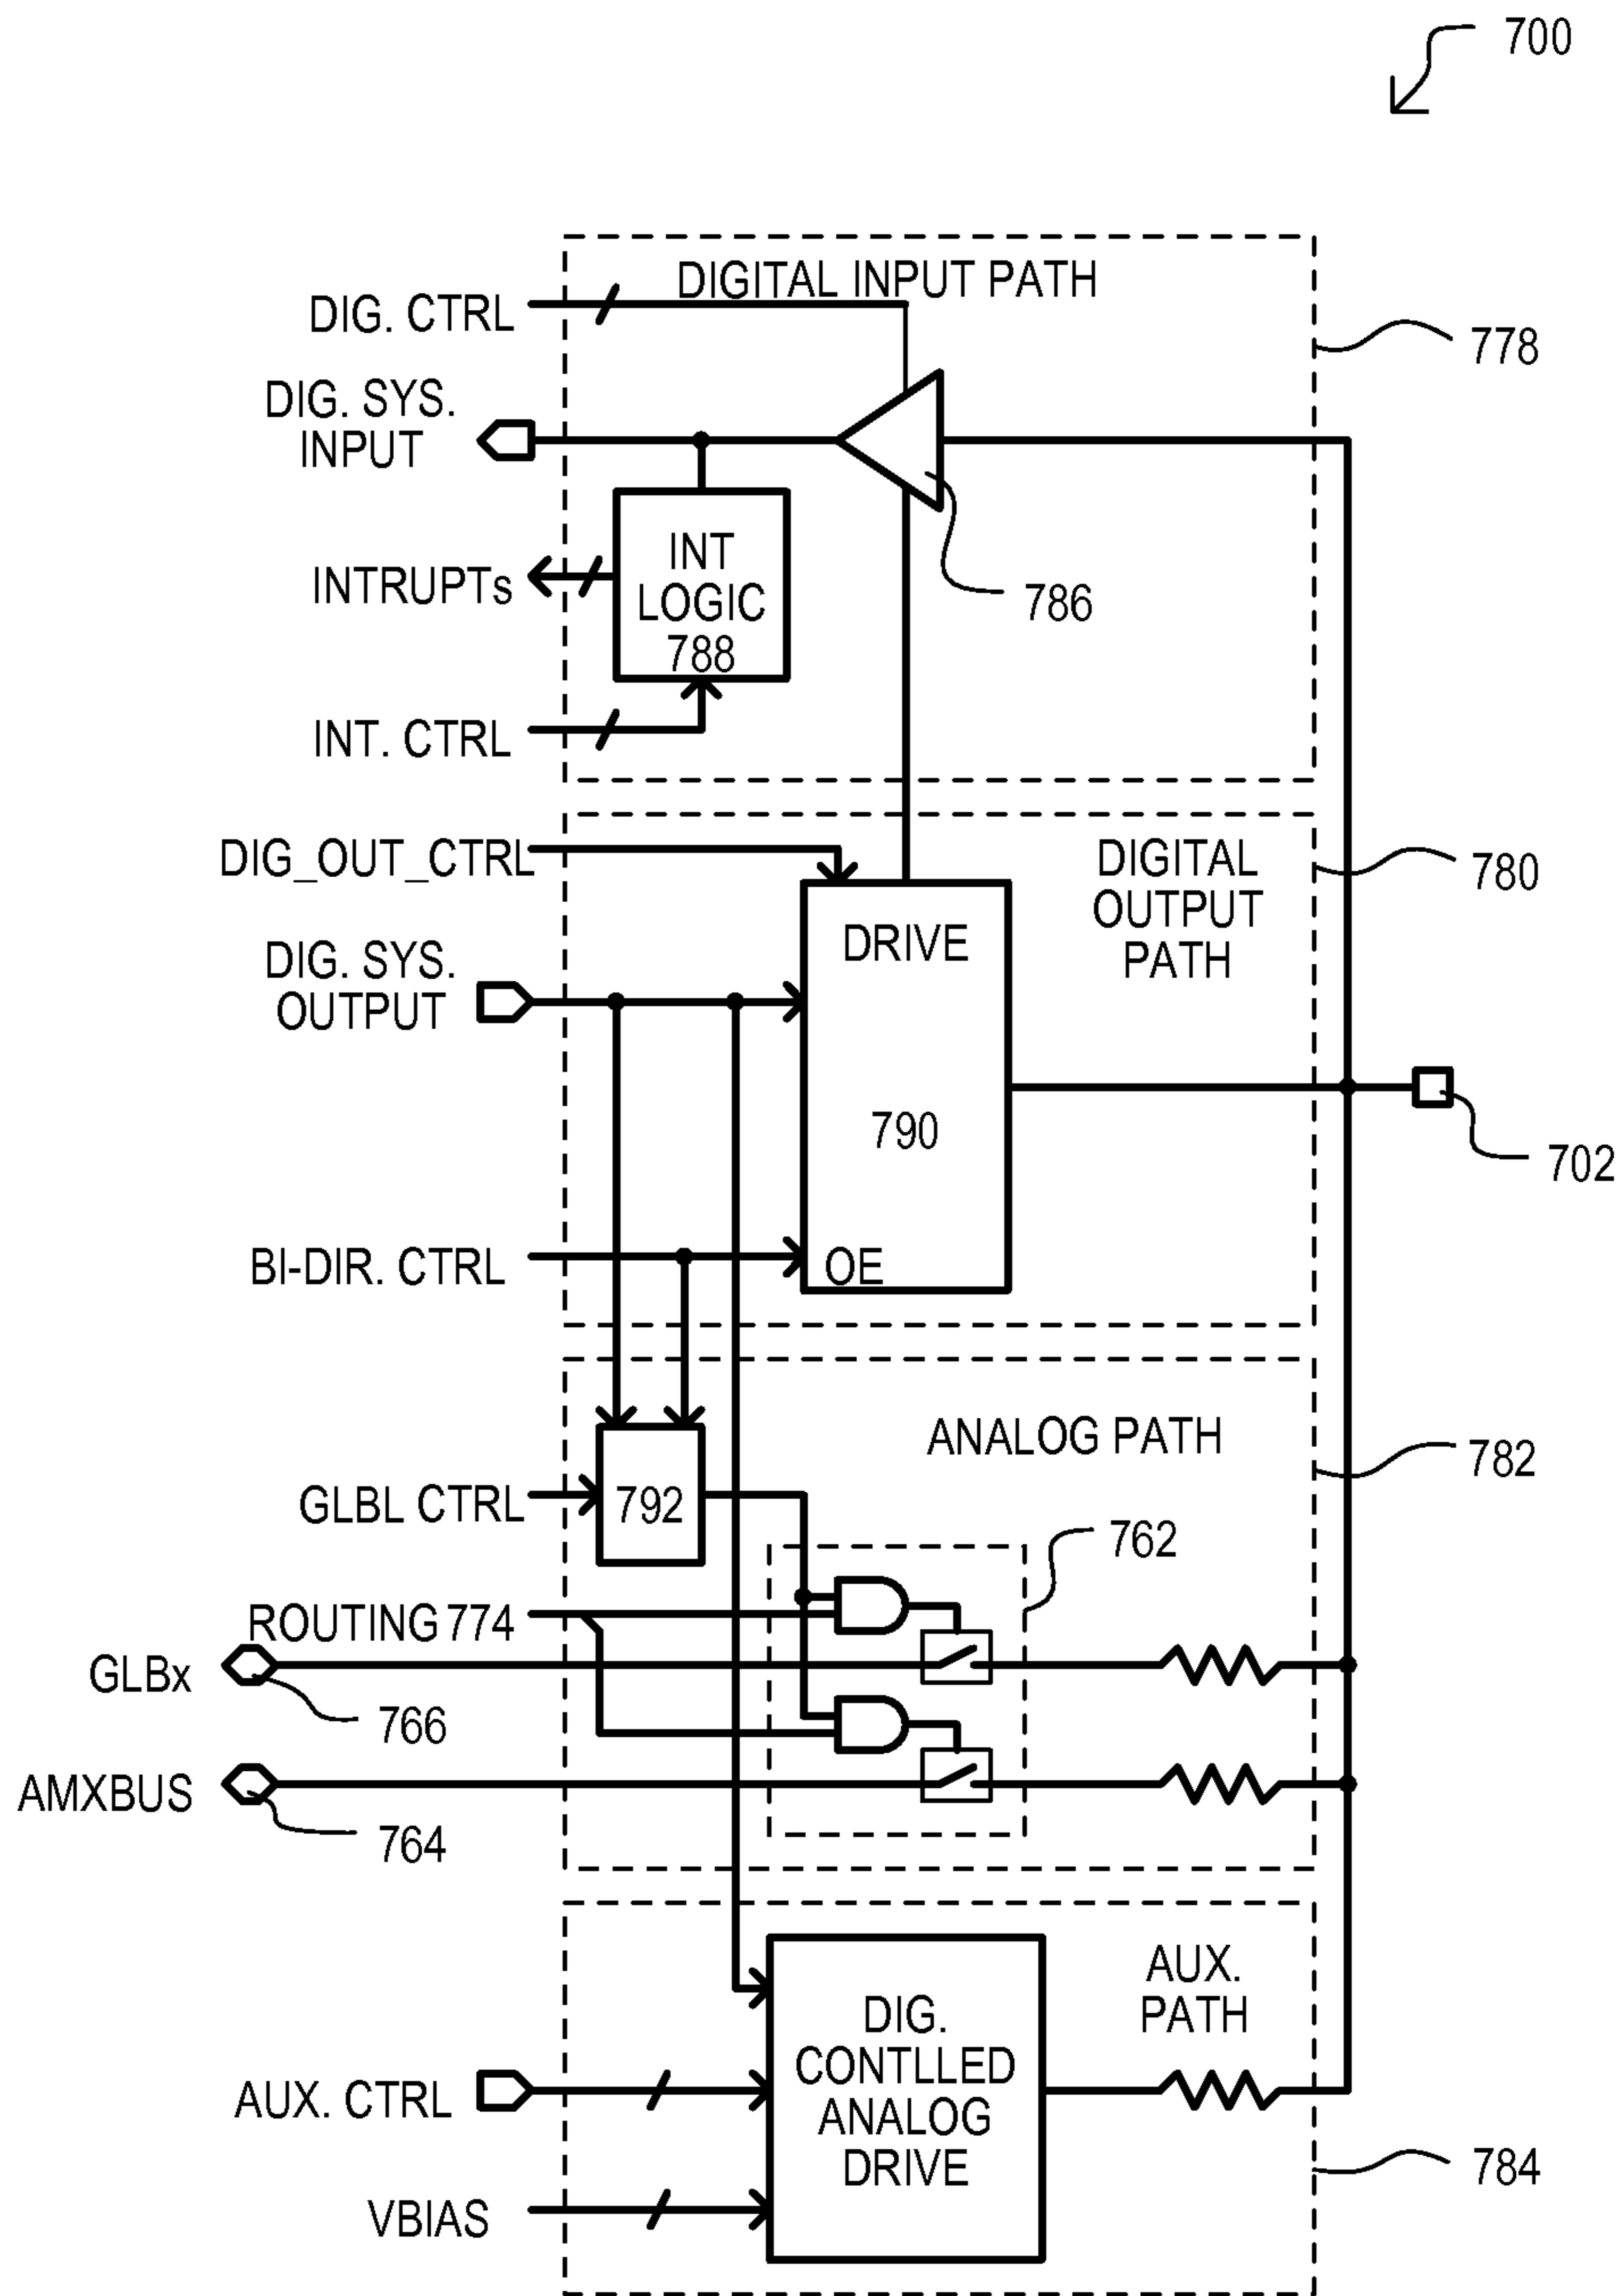 700
DIGITAL INPUT PATH
DIG. CTRL
778
DIG. SYS.
INPUT
INT
LOGIC
788
INTRUPTs
786
INT. CTRL
DIG_OUT_CTRL
DIGITAL
OUTPUT
PATH
780
DRIVE
DIG. SYS.
OUTPUT
790
702
BI-DIR. CTRL
OE
ANALOG PATH
782
GLBL CTRL
792
762
ROUTING 774
GLBx
766
AMXBUS
764
AUX.
PATH
DIG.
CONTLLED
ANALOG
DRIVE
AUX. CTRL
784
VBIAS